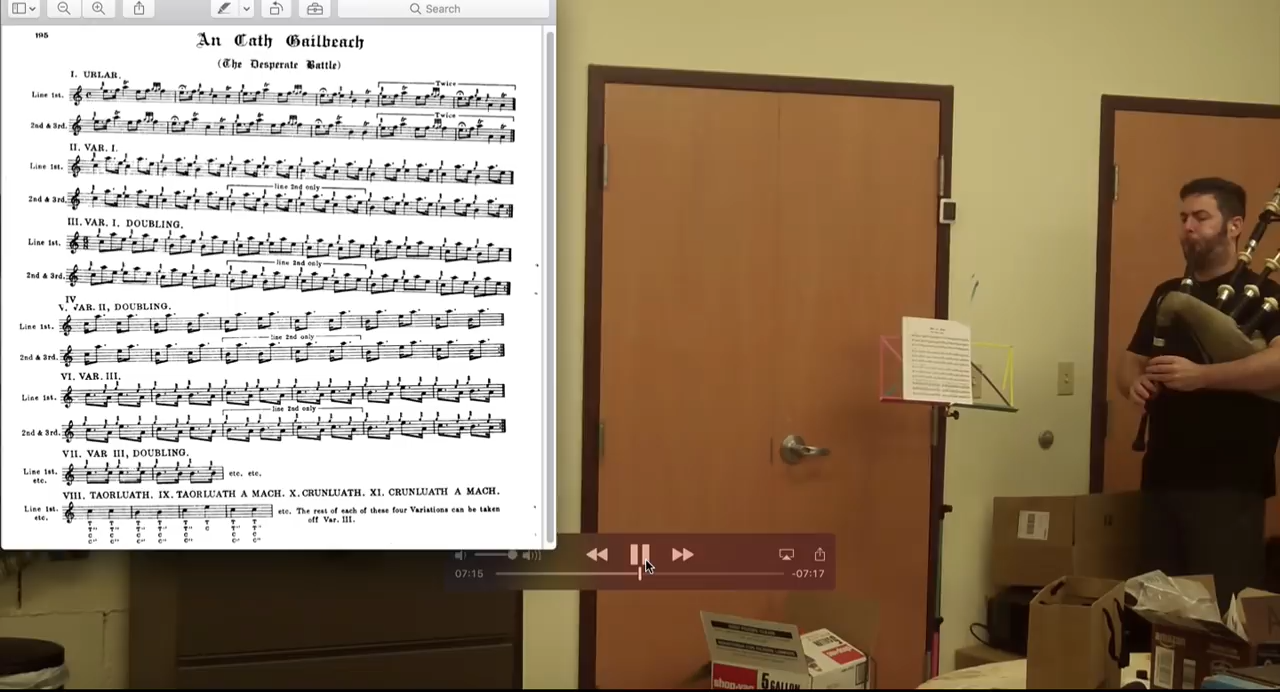 Search
195
An Cath Gailbeach
(The Desperate Battle)
I. URLAR.
Twice
Line 1st.
Twice
2nd & 3rd.
II. VAR. I.
Line 1st.
line 2nd only
2nd & 3rd.
III. VAR. I. DOUBLING.
Line 1st.
line 2nd only
2nd & 3rd.
IV
V. VAR. II, DOUBLING.
Line 1st.
line 2nd only
2nd & 3rd.
VI. VAR. III.
Line 1st.
line 2nd only
2nd & 3rd.
VII. VAR III, DOUBLING.
Line 1st. etc. etc.
etc.
VIII. TAORLUATH. IX. TAORLUATH A MACH. X. CRUNLUATH. XI. CRUNLUATH A MACH.
Line 1st. etc. The rest of each of these four Variations can be taken
etc. off Var. III.
07:15
-07:17
shop-vac
5 GALLON